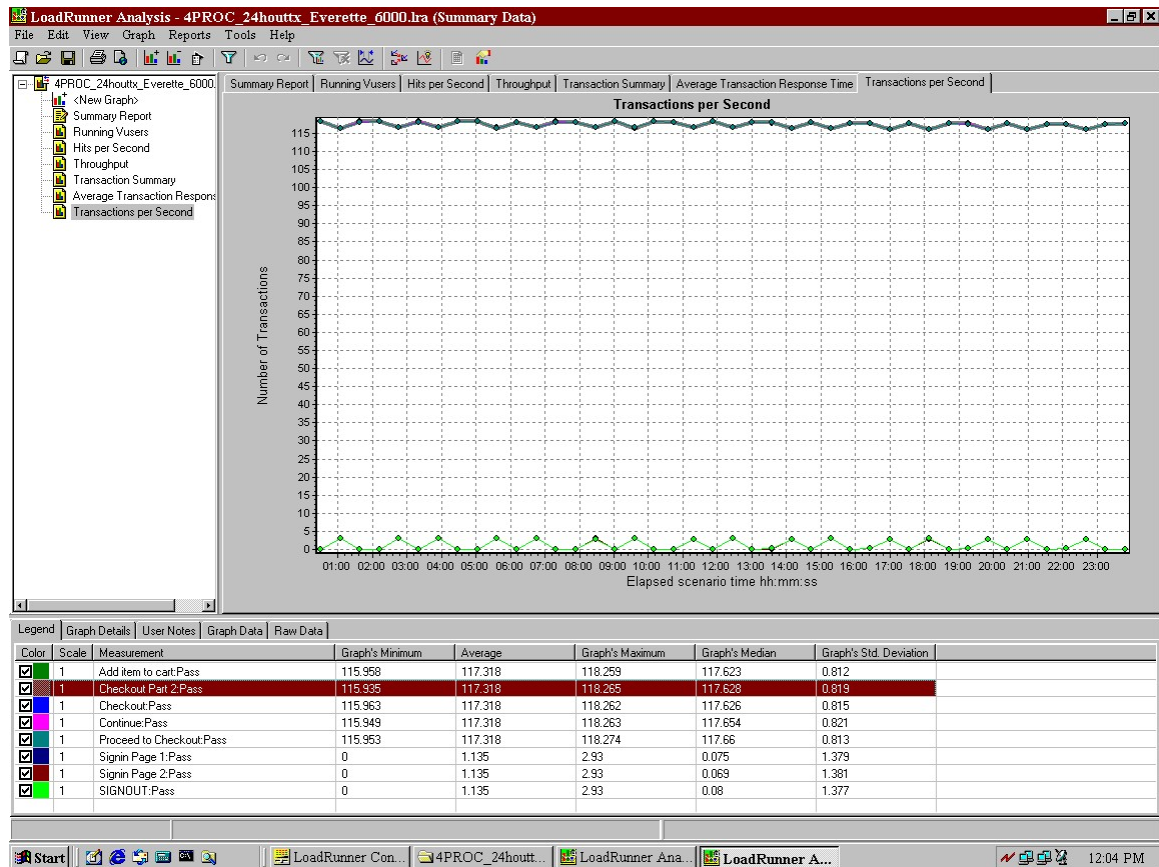 LoadRunner Analysis - 4PROC_24houttx_Everette_6000.lra (Summary Data)
File Edit View Graph Reports Tools Help
4PROC_24houttx_Everette_6000.
<New Graph>
Summary Report
Running Vusers
Hits per Second
Throughput
Transaction Summary
Average Transaction Respons
Transactions per Second
Summary Report Running Vusers Hits per Second Throughput Transaction Summary Average Transaction Response Time Transactions per Second
Transactions per Second
Number of Transactions
115
110
105
100
95
90
85
80
75
70
65
60
55
50
45
40
35
30
25
20
15
10
5
0
01:00 02:00 03:00 04:00 05:00 06:00 07:00 08:00 09:00 10:00 11:00 12:00 13:00 14:00 15:00 16:00 17:00 18:00 19:00 20:00 21:00 22:00 23:00
Elapsed scenario time hh:mm:ss
Legend Graph Details User Notes Graph Data Raw Data
Color Scale Measurement Graph's Minimum Average Graph's Maximum Graph's Median Graph's Std. Deviation
1 Add item to cart:Pass 115.958 117.318 118.259 117.623 0.812
1 Checkout Part 2:Pass 115.935 117.318 118.265 117.628 0.819
1 Checkout:Pass 115.963 117.318 118.262 117.626 0.815
1 Continue:Pass 115.949 117.318 118.263 117.654 0.821
1 Proceed to Checkout:Pass 115.953 117.318 118.274 117.66 0.813
1 Signin Page 1:Pass 0 1.135 2.93 0.075 1.379
1 Signin Page 2:Pass 0 1.135 2.93 0.069 1.381
1 SIGNOUT:Pass 0 1.135 2.93 0.08 1.377
Start LoadRunner Con... 4PROC_24houtt... LoadRunner Ana... LoadRunner A... 12:04 PM